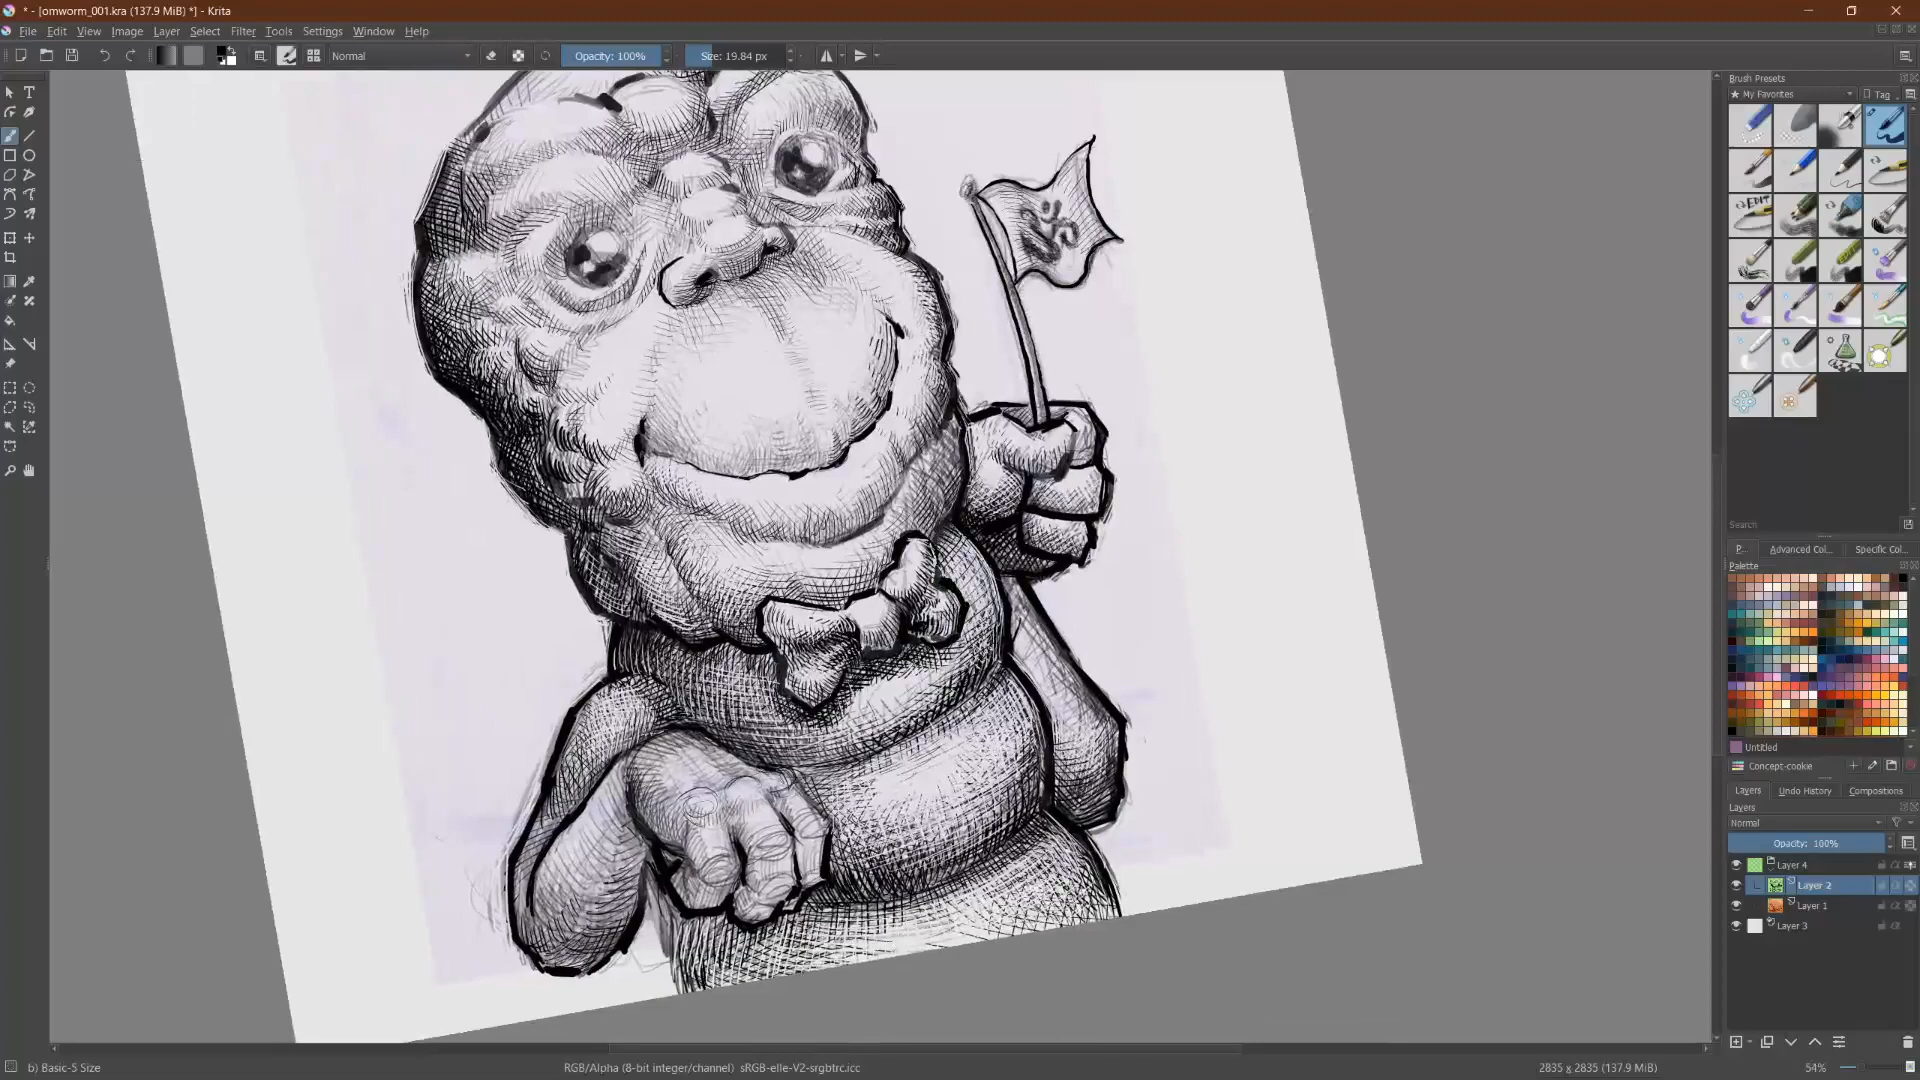 * - [omworm_001.kra (137.9 MiB) *] - Krita
File Edit View Image Layer Select Filter Tools Settings Window Help
Normal Opacity: 100% Size: 19.84 px
Brush Presets
My Favorites Tag
EDIT
Search
P... Advanced Col... Specific Col...
Palette
Untitled
Concept-cookie
Layers Undo History Compositions
Layers
Normal
Opacity: 100%
Layer 4
Layer 2
Layer 1
Layer 3
b) Basic-5 Size RGB/Alpha (8-bit integer/channel) sRGB-elle-V2-srgbtrc.icc 2835 x 2835 (137.9 MiB) 54%